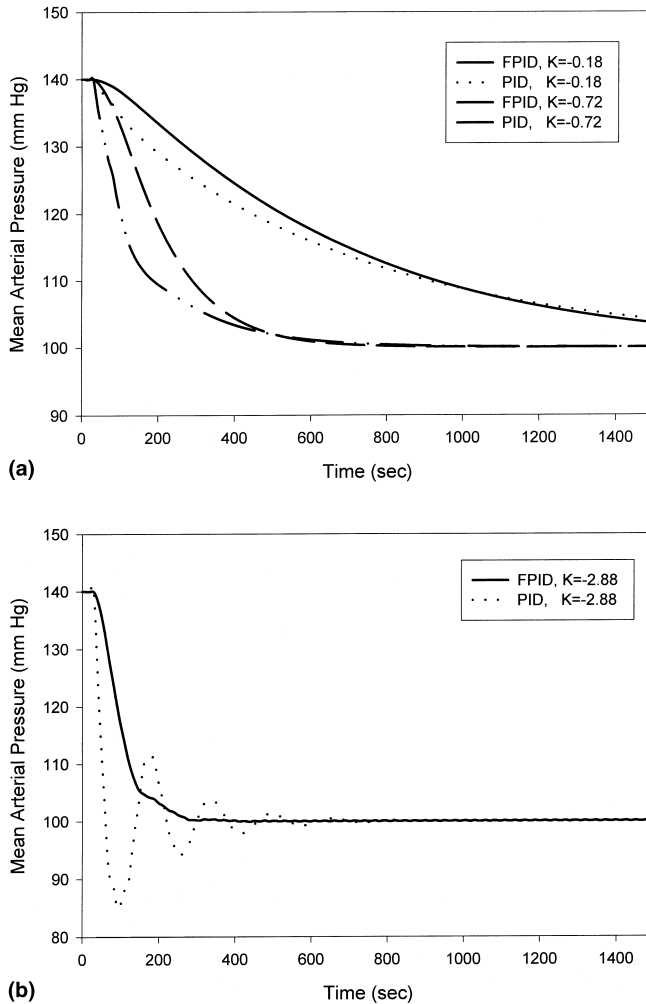 150
140
130
120
110
100
90
Mean Arterial Pressure (mm Hg)
FPID, K=-0.18
PID, K=-0.18
FPID, K=-0.72
PID, K=-0.72
0 200 400 600 800 1000 1200 1400
Time (sec)
(a)
150
140
130
120
110
100
90
80
Mean Arterial Pressure (mm Hg)
FPID, K=-2.88
PID, K=-2.88
0 200 400 600 800 1000 1200 1400
Time (sec)
(b)